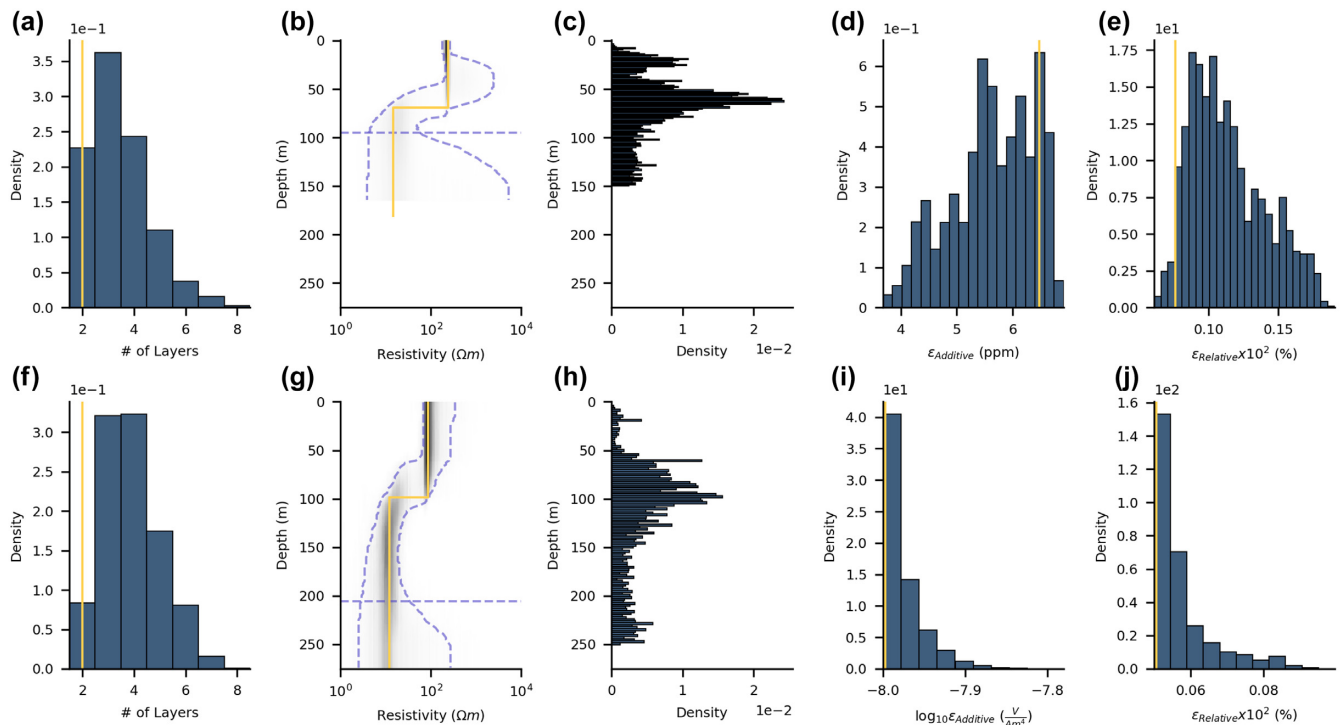 (a)
1e−1
3.5
3.0
2.5
2.0
1.5
1.0
0.5
0.0
Density
2 4 6 8
# of Layers
(b)
0
50
100
150
200
250
Depth (m)
10^0 10^2 10^4
Resistivity (Ωm)
(c)
0
50
100
150
200
250
Depth (m)
0 1 2
1e−2
Density
(d)
1e−1
6
5
4
3
2
1
0
Density
4 5 6
ε_Additive (ppm)
(e)
1e1
1.75
1.50
1.25
1.00
0.75
0.50
0.25
0.00
Density
0.10 0.15
ε_Relative x10^2 (%)
(f)
1e−1
3.0
2.5
2.0
1.5
1.0
0.5
0.0
Density
2 4 6 8
# of Layers
(g)
0
50
100
150
200
250
Depth (m)
10^0 10^2 10^4
Resistivity (Ωm)
(h)
0
50
100
150
200
250
Depth (m)
0 1 2
1e−2
Density
(i)
1e1
4.0
3.5
3.0
2.5
2.0
1.5
1.0
0.5
0.0
Density
−8.0 −7.9 −7.8
log_10 ε_Additive (V/Am^4)
(j)
1e2
1.6
1.4
1.2
1.0
0.8
0.6
0.4
0.2
0.0
Density
0.06 0.08
ε_Relative x10^2 (%)